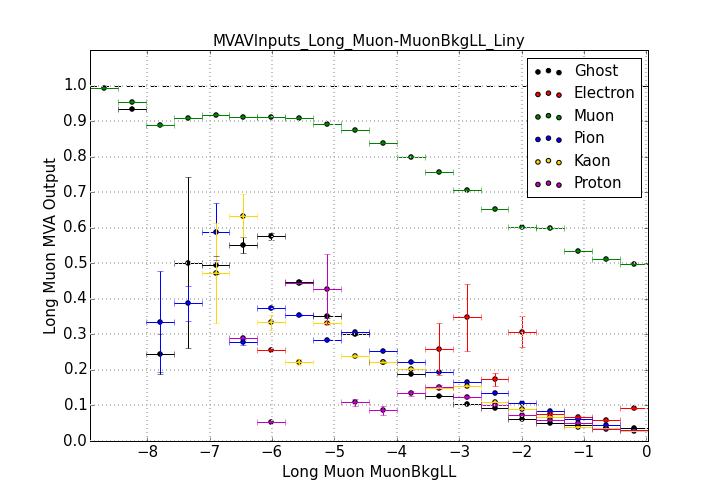 MVAVInputs_Long_Muon-MuonBkgLL_Liny
Long Muon MVA Output
1.0
0.9
0.8
0.7
0.6
0.5
0.4
0.3
0.2
0.1
0.0
Ghost
Electron
Muon
Pion
Kaon
Proton
−8 −7 −6 −5 −4 −3 −2 −1 0
Long Muon MuonBkgLL